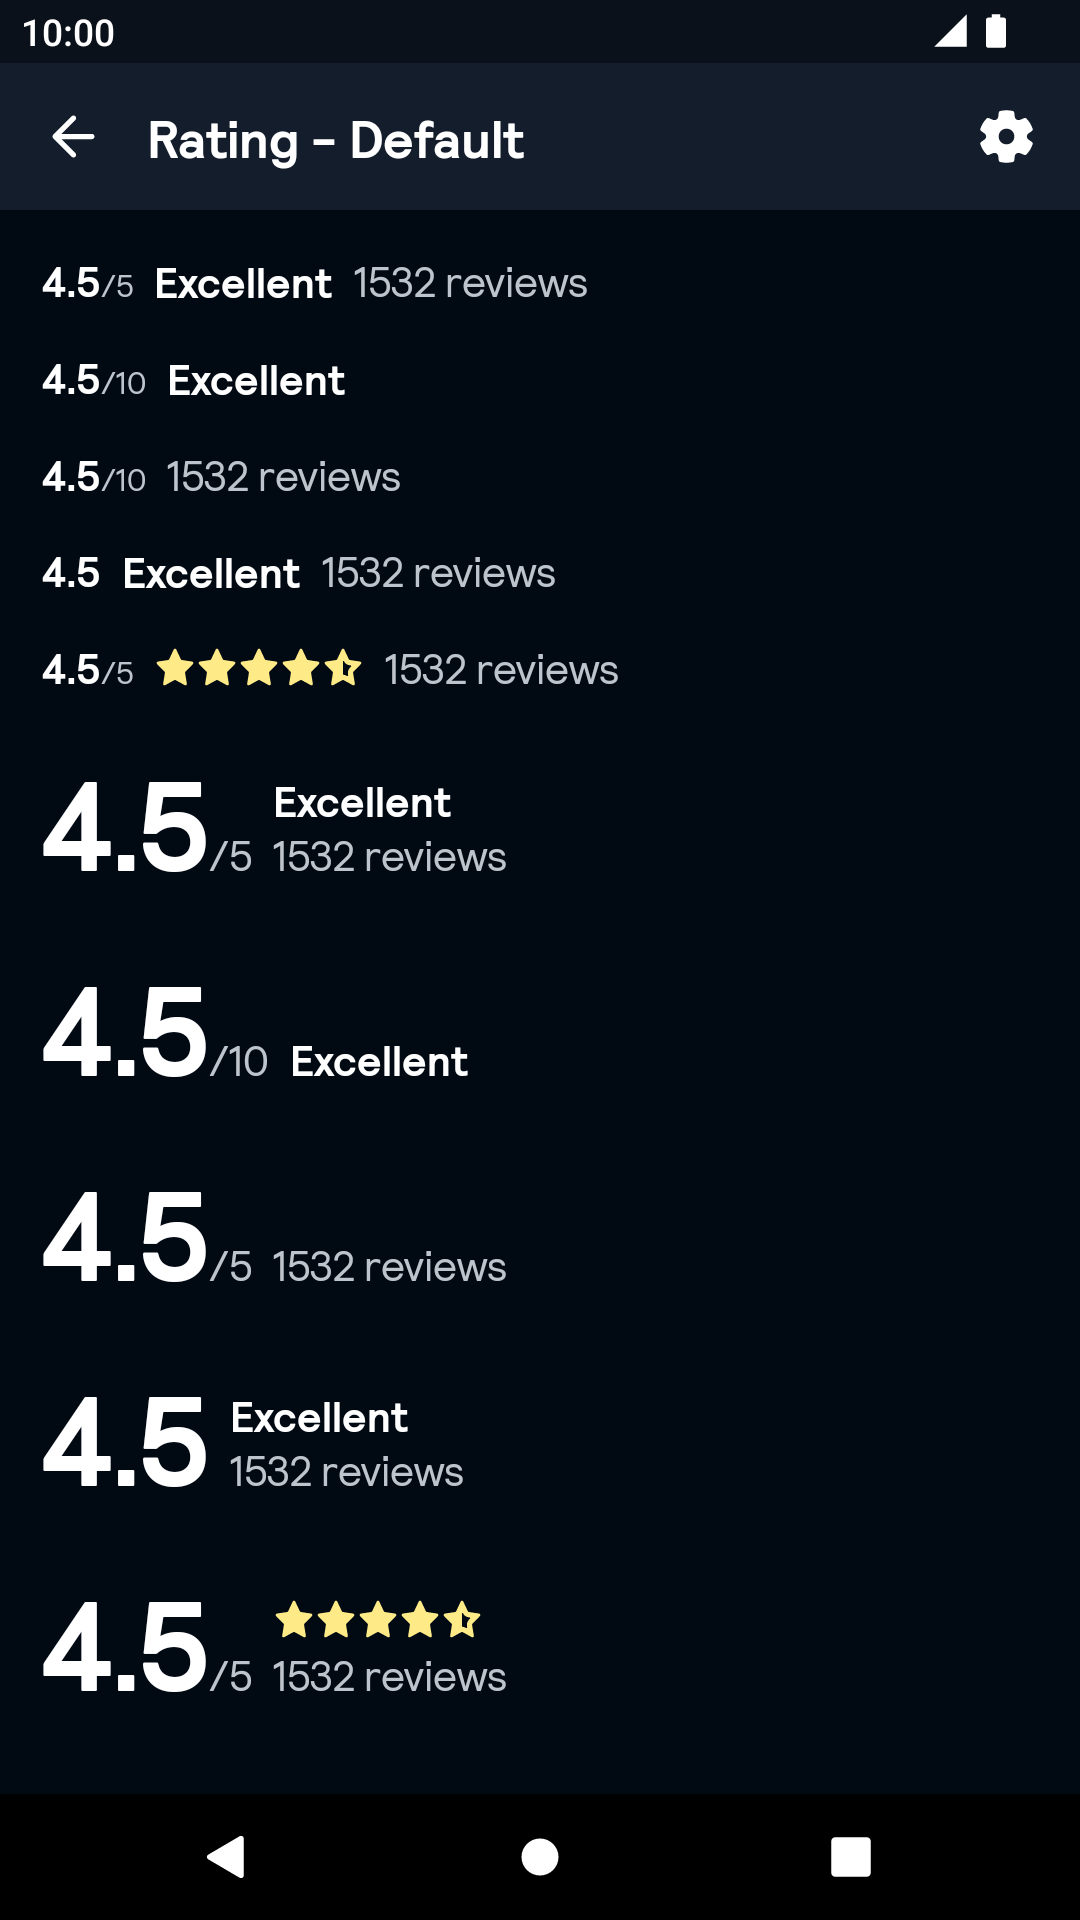 10:00
Rating - Default
4.5/5 Excellent 1532 reviews
4.5/10 Excellent
4.5/10 1532 reviews
4.5 Excellent 1532 reviews
4.5/5 1532 reviews
Excellent
4.5/5 1532 reviews
4.5/10 Excellent
4.5/5 1532 reviews
Excellent
4.5 1532 reviews
4.5/5 1532 reviews